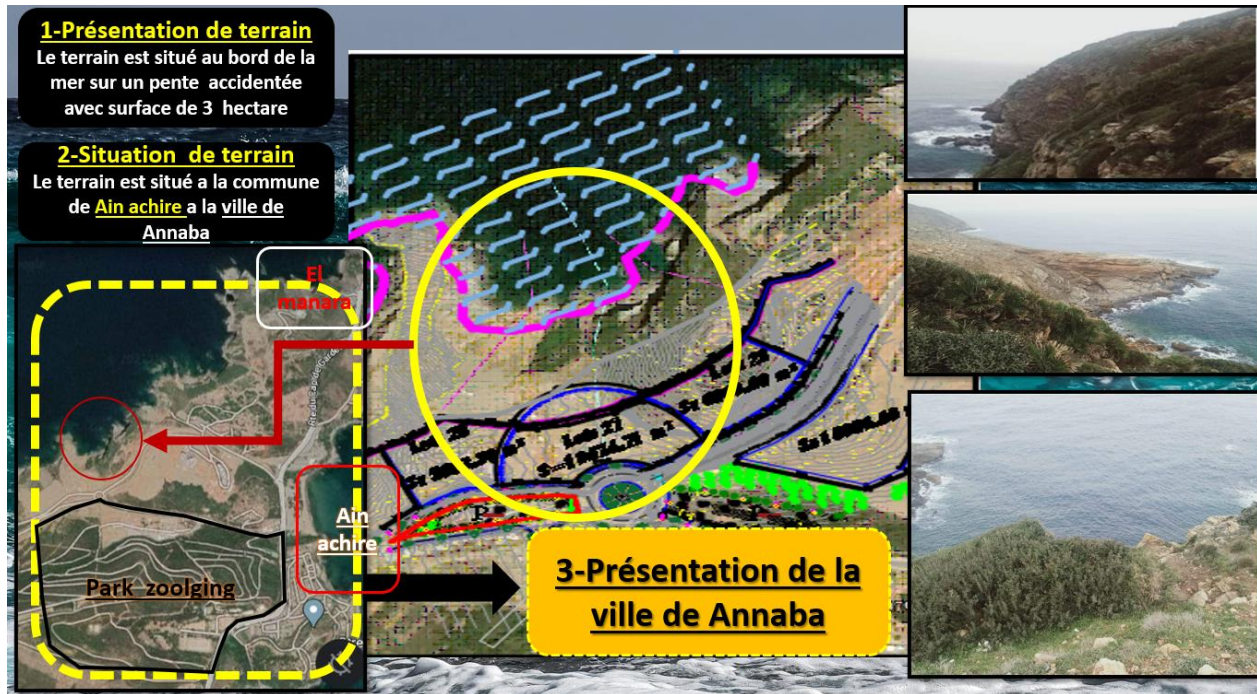 1-Présentation de terrain
Le terrain est situé au bord de la
mer sur un pente accidentée
avec surface de 3 hectare
2-Situation de terrain
Le terrain est situé a la commune
de Ain achire a la ville de
Annaba
El
manara
Ain
achire
Park zoolging
3-Présentation de la
ville de Annaba
Lots 27